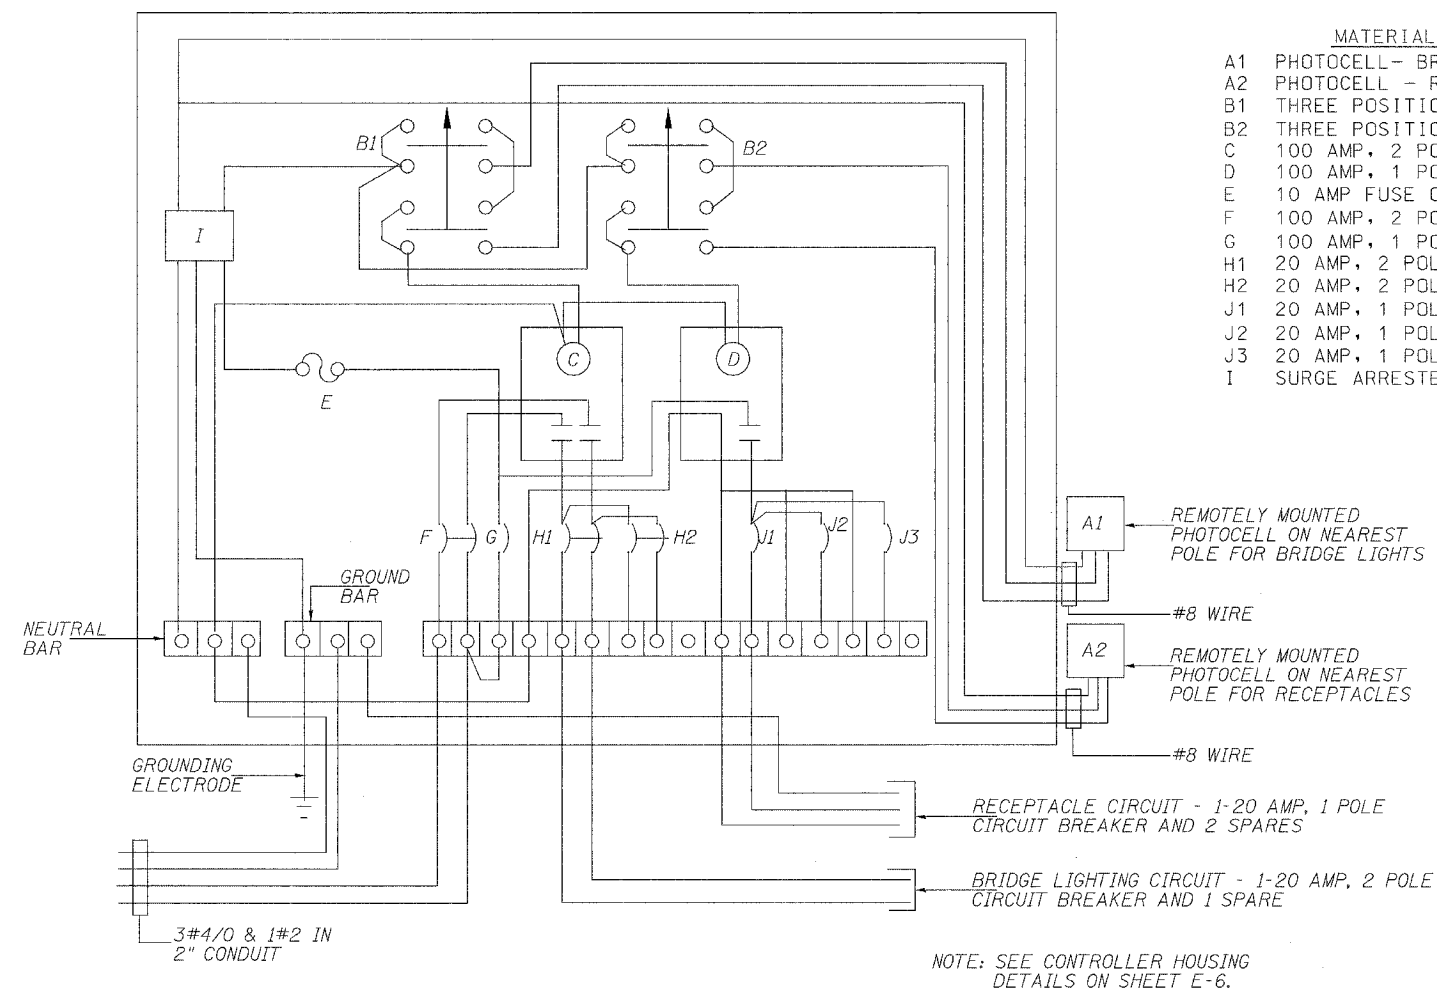 MATERIAL
A1 PHOTOCELL- BR
A2 PHOTOCELL - R
B1 THREE POSITIO
B2 THREE POSITIO
C 100 AMP, 2 PO
D 100 AMP, 1 PO
E 10 AMP FUSE C
F 100 AMP, 2 PO
G 100 AMP, 1 PO
H1 20 AMP, 2 POL
H2 20 AMP, 2 POL
J1 20 AMP, 1 POL
J2 20 AMP, 1 POL
J3 20 AMP, 1 POL
I SURGE ARRESTE
B1
B2
I
C
D
E
F
G
H1
H2
J1
J2
J3
A1
REMOTELY MOUNTED
PHOTOCELL ON NEAREST
POLE FOR BRIDGE LIGHTS
#8 WIRE
A2
REMOTELY MOUNTED
PHOTOCELL ON NEAREST
POLE FOR RECEPTACLES
#8 WIRE
GROUND
BAR
NEUTRAL
BAR
GROUNDING
ELECTRODE
RECEPTACLE CIRCUIT - 1-20 AMP, 1 POLE
CIRCUIT BREAKER AND 2 SPARES
BRIDGE LIGHTING CIRCUIT - 1-20 AMP, 2 POLE
CIRCUIT BREAKER AND 1 SPARE
3#4/0 & 1#2 IN
2" CONDUIT
NOTE: SEE CONTROLLER HOUSING
DETAILS ON SHEET E-6.